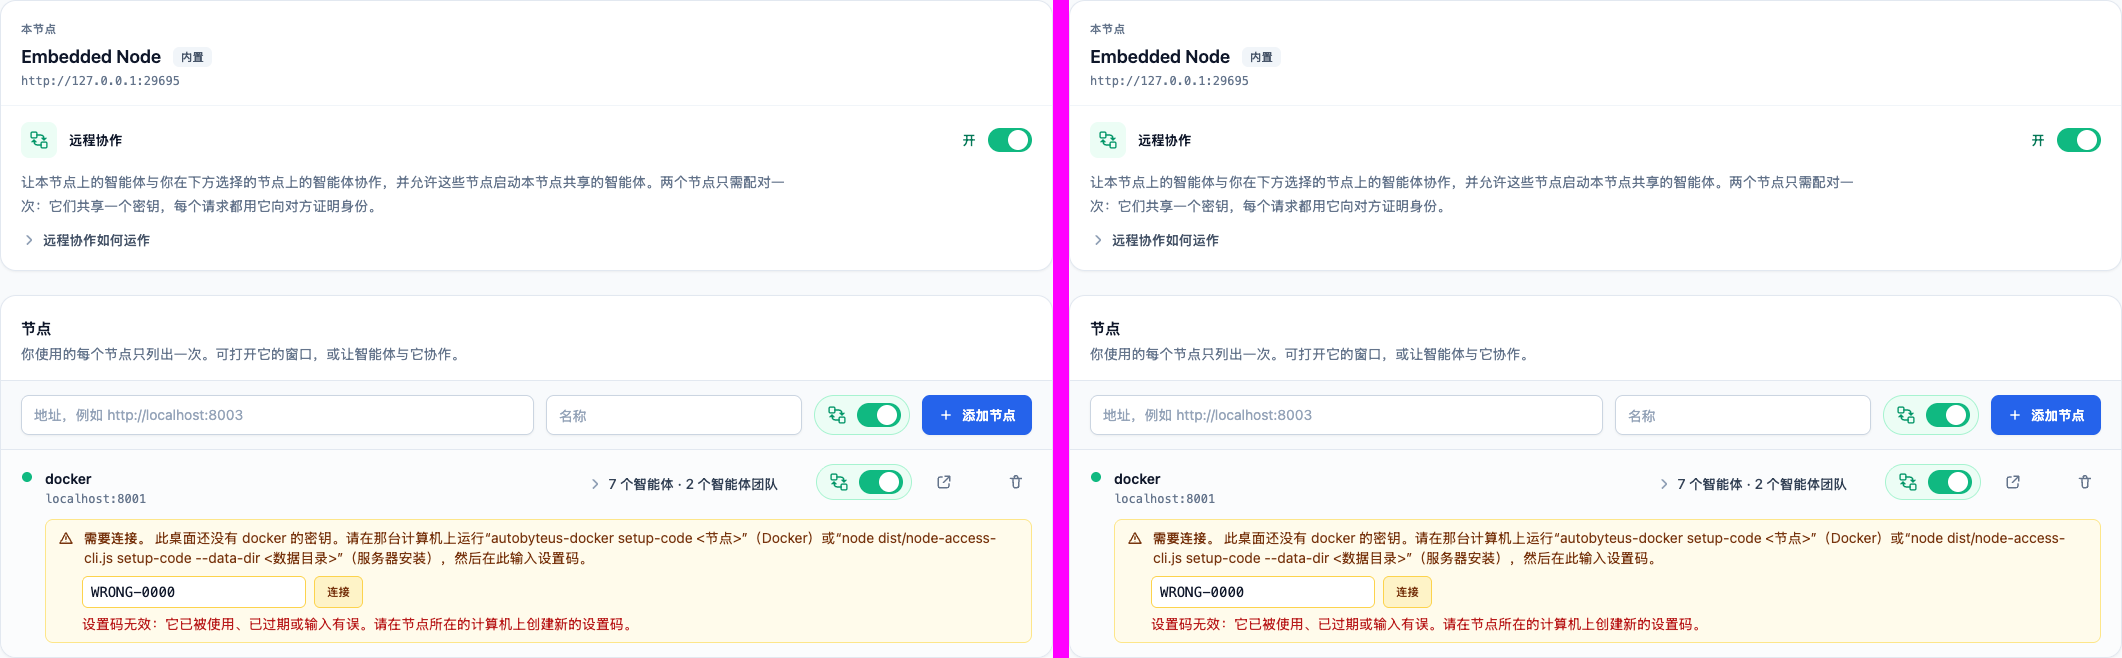 本节点
Embedded Node 内置
http://127.0.0.1:29695
远程协作 开
让本节点上的智能体与你在下方选择的节点上的智能体协作，并允许这些节点启动本节点共享的智能体。两个节点只需配对一
次：它们共享一个密钥，每个请求都用它向对方证明身份。
远程协作如何运作
节点
你使用的每个节点只列出一次。可打开它的窗口，或让智能体与它协作。
地址，例如 http://localhost:8003 名称 + 添加节点
docker 7 个智能体 · 2 个智能体团队
localhost:8001
需要连接。 此桌面还没有 docker 的密钥。请在那台计算机上运行“autobyteus-docker setup-code <节点>”（Docker）或“node dist/node-access-
cli.js setup-code --data-dir <数据目录>”（服务器安装），然后在此输入设置码。
WRONG-0000 连接
设置码无效：它已被使用、已过期或输入有误。请在节点所在的计算机上创建新的设置码。
本节点
Embedded Node 内置
http://127.0.0.1:29695
远程协作 开
让本节点上的智能体与你在下方选择的节点上的智能体协作，并允许这些节点启动本节点共享的智能体。两个节点只需配对一
次：它们共享一个密钥，每个请求都用它向对方证明身份。
远程协作如何运作
节点
你使用的每个节点只列出一次。可打开它的窗口，或让智能体与它协作。
地址，例如 http://localhost:8003 名称 + 添加节点
docker 7 个智能体 · 2 个智能体团队
localhost:8001
需要连接。 此桌面还没有 docker 的密钥。请在那台计算机上运行“autobyteus-docker setup-code <节点>”（Docker）或“node dist/node-access-
cli.js setup-code --data-dir <数据目录>”（服务器安装），然后在此输入设置码。
WRONG-0000 连接
设置码无效：它已被使用、已过期或输入有误。请在节点所在的计算机上创建新的设置码。